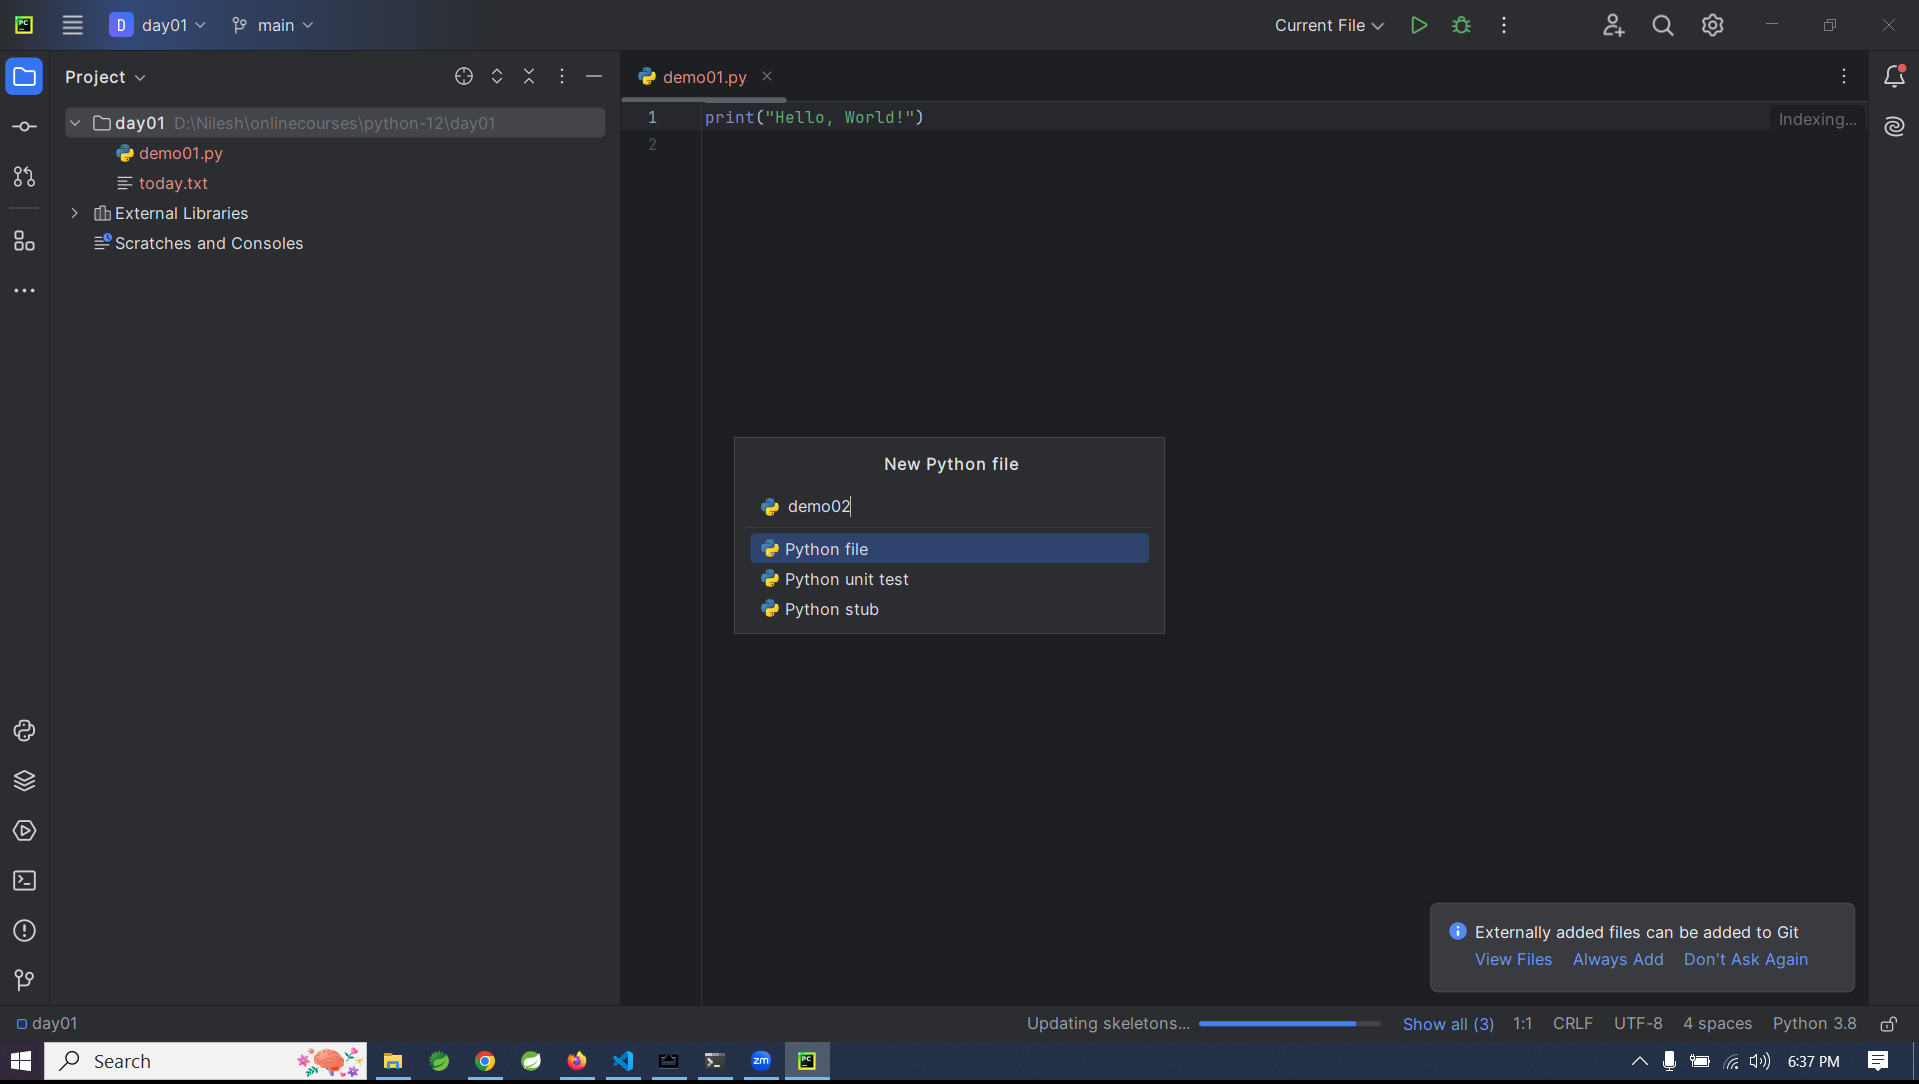 PC
D day01 main
Current File
Project
day01 D:\Nilesh\onlinecourses\python-12\day01
demo01.py
today.txt
External Libraries
Scratches and Consoles
demo01.py
1 print("Hello, World!")
2
Indexing...
New Python file
demo02
Python file
Python unit test
Python stub
Externally added files can be added to Git
View Files Always Add Don't Ask Again
day01
Updating skeletons... Show all (3) 1:1 CRLF UTF-8 4 spaces Python 3.8
Search
zm
PC
6:37 PM